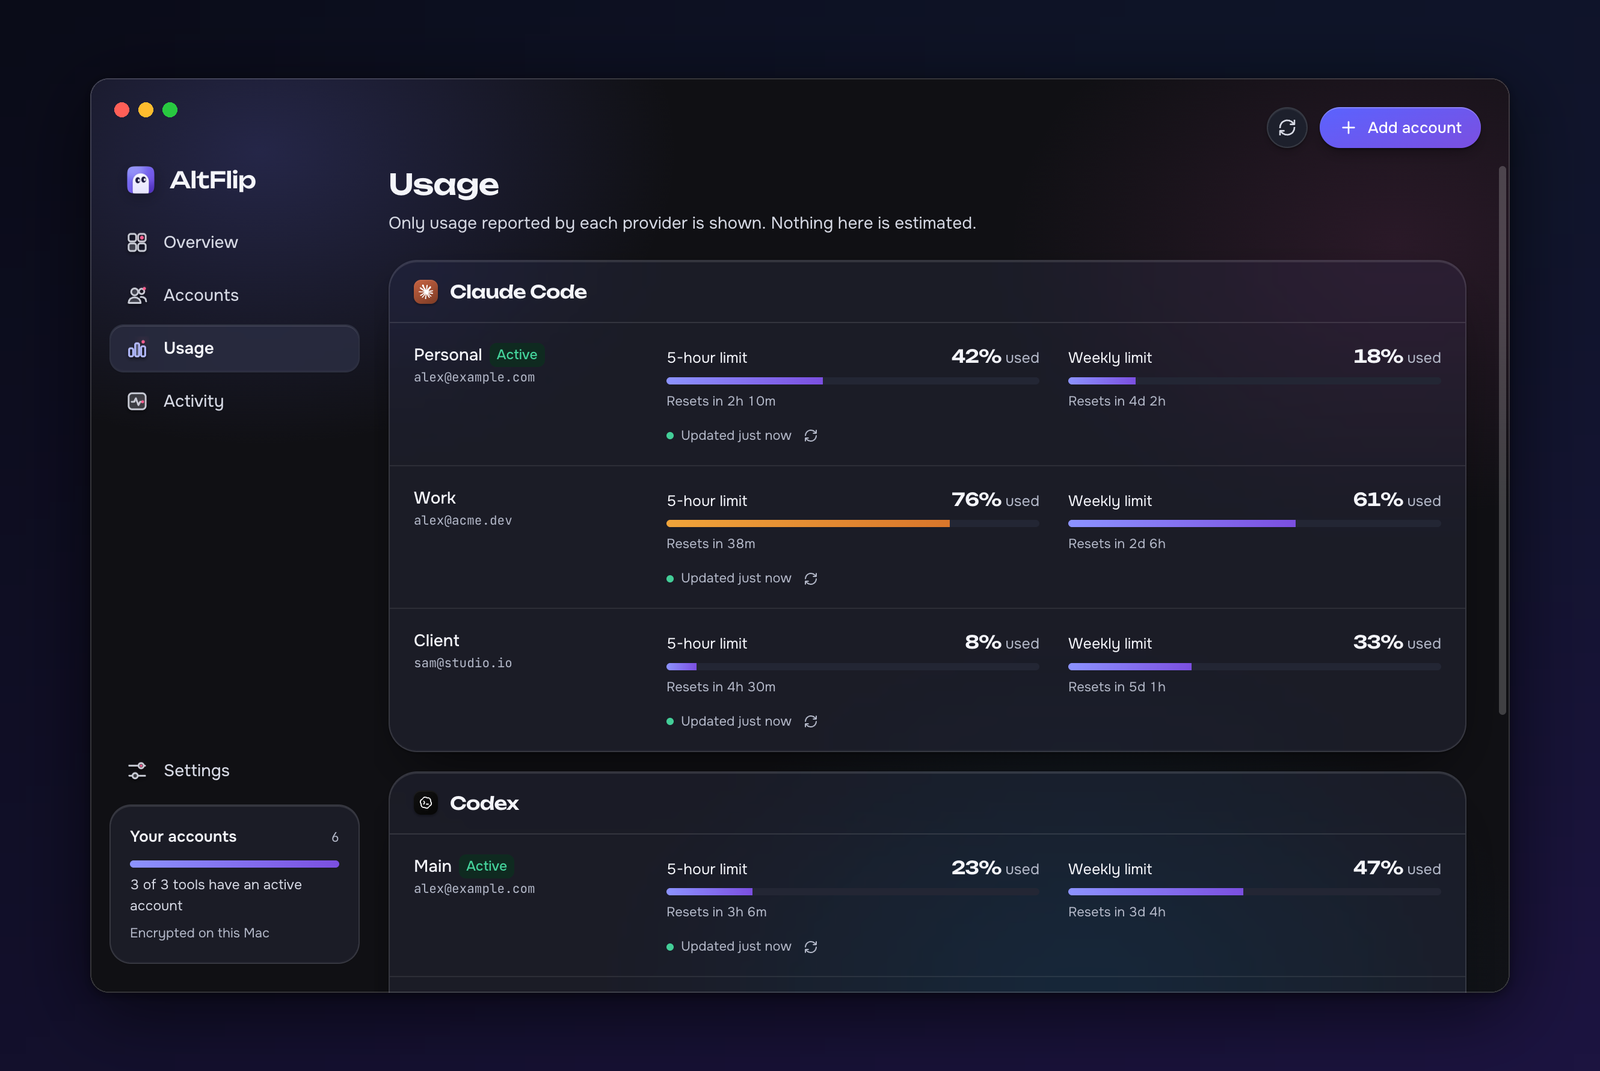 Add account
AltFlip
Overview
Accounts
Usage
Activity
Settings
Your accounts 6
3 of 3 tools have an active
account
Encrypted on this Mac
Usage
Only usage reported by each provider is shown. Nothing here is estimated.
Claude Code
Personal Active
alex@example.com
5-hour limit 42% used
Resets in 2h 10m
Updated just now
Weekly limit 18% used
Resets in 4d 2h
Work
alex@acme.dev
5-hour limit 76% used
Resets in 38m
Updated just now
Weekly limit 61% used
Resets in 2d 6h
Client
sam@studio.io
5-hour limit 8% used
Resets in 4h 30m
Updated just now
Weekly limit 33% used
Resets in 5d 1h
Codex
Main Active
alex@example.com
5-hour limit 23% used
Resets in 3h 6m
Updated just now
Weekly limit 47% used
Resets in 3d 4h